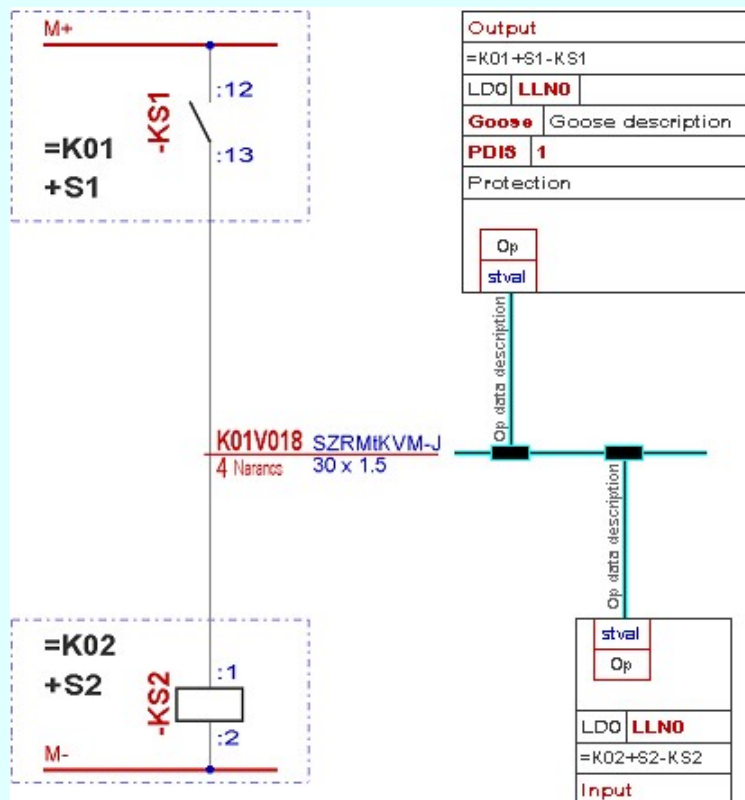 M+
:12
-KS1
:13
=K01
+S1
K01V018 SZRMtKVM-J
4 Narancs 30 x 1.5
=K02
+S2
:1
-KS2
:2
M-
Output
=K01+S1-KS1
LD0 LLN0
Goose Goose description
PDIS 1
Protection
Op
stval
Op data description
Op data description
stval
Op
LD0 LLN0
=K02+S2-KS2
Input